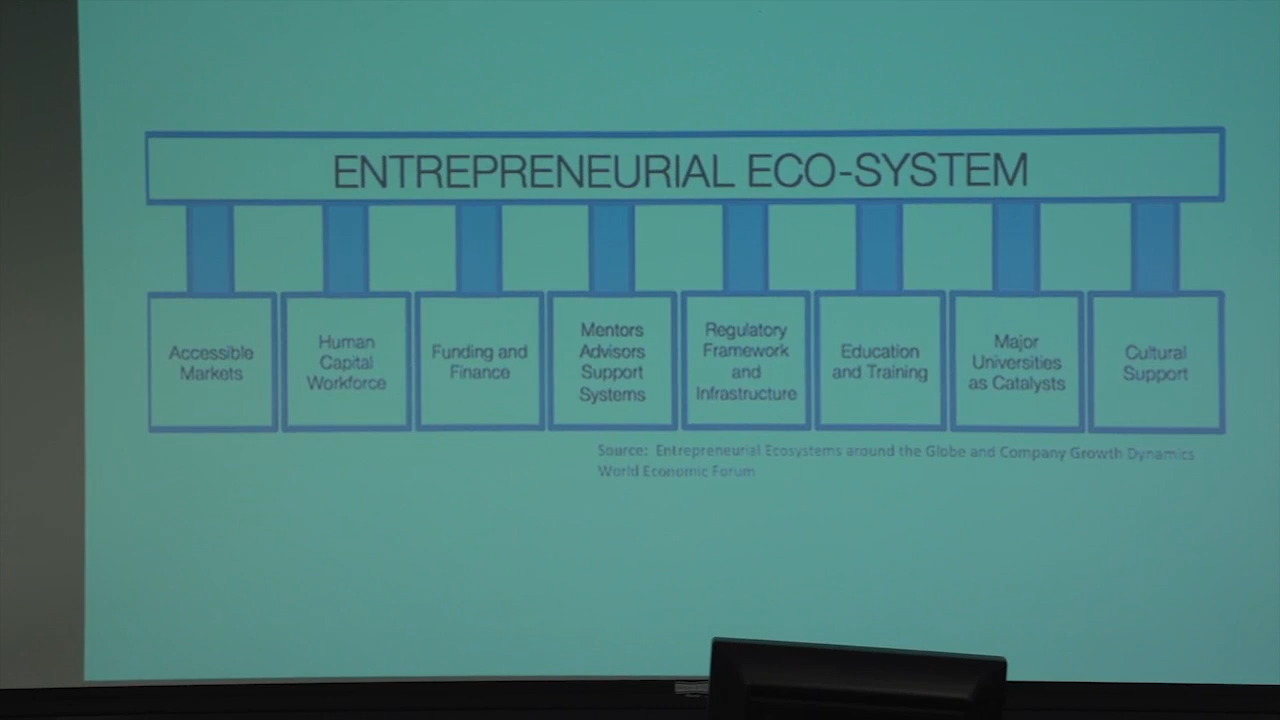 ENTREPRENEURIAL ECO-SYSTEM
Accessible
Markets
Human
Capital
Workforce
Funding and
Finance
Mentors
Advisors
Support
Systems
Regulatory
Framework
and
Infrastructure
Education
and Training
Major
Universities
as Catalysts
Cultural
Support
Source: Entrepreneurial Ecosystems around the Globe and Company Growth Dynamics
World Economic Forum